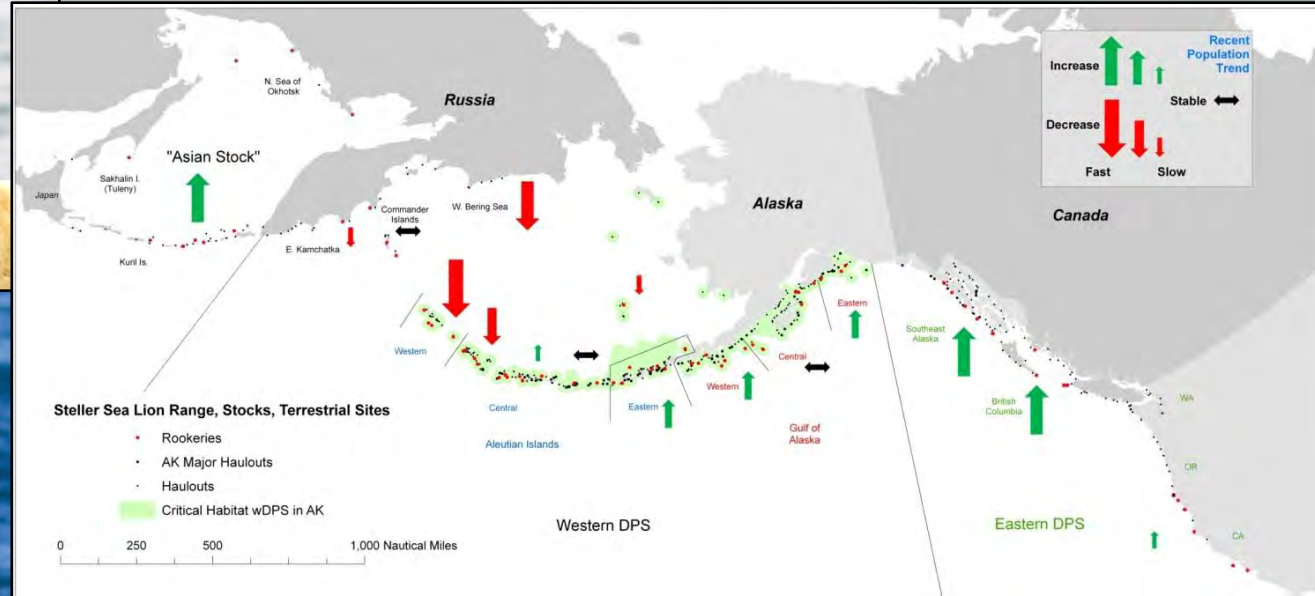 Recent
Population
Trend
Increase
Stable
Decrease
Fast
Slow
N. Sea of
Okhotsk
Russia
"Asian Stock"
Sakhalin I.
(Tuleny)
Japan
Kuril Is.
E. Kamchatka
Commander
Islands
W. Bering Sea
Alaska
Canada
Western
Central
Eastern
Aleutian Islands
Western
Central
Eastern
Gulf of
Alaska
Southeast
Alaska
British
Columbia
WA
OR
CA
Steller Sea Lion Range, Stocks, Terrestrial Sites
Rookeries
AK Major Haulouts
Haulouts
Critical Habitat wDPS in AK
0 250 500 1,000 Nautical Miles
Western DPS
Eastern DPS